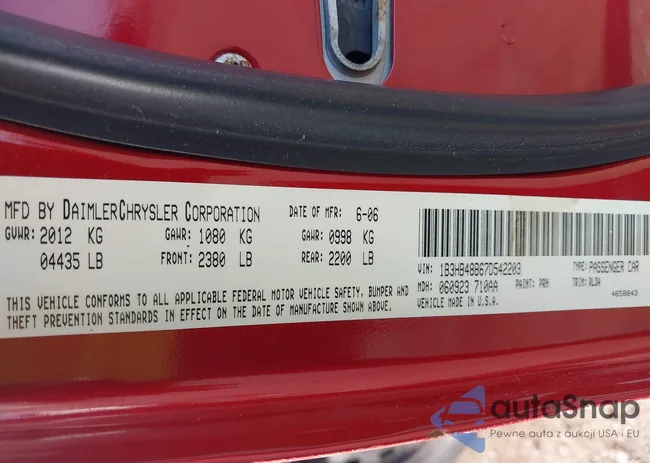 MFD BY DAIMLERCHRYSLER CORPORATION DATE OF MFR: 6-06
GVWR: 2012 KG GAWR: 1080 KG GAWR: 0998 KG
04435 LB FRONT: 2380 LB REAR: 2200 LB
THIS VEHICLE CONFORMS TO ALL APPLICABLE FEDERAL MOTOR VEHICLE SAFETY, BUMPER AND
THEFT PREVENTION STANDARDS IN EFFECT ON THE DATE OF MANUFACTURE SHOWN ABOVE.
VIN: 1B3HB48B67D542203 TYPE: PASSENGER CAR
MDH: 060923 710AA PAINT: PRH TRIM: RLDA
MADE IN U.S.A. 4658843
autoSnap
Pewne auta z aukcji USA i EU